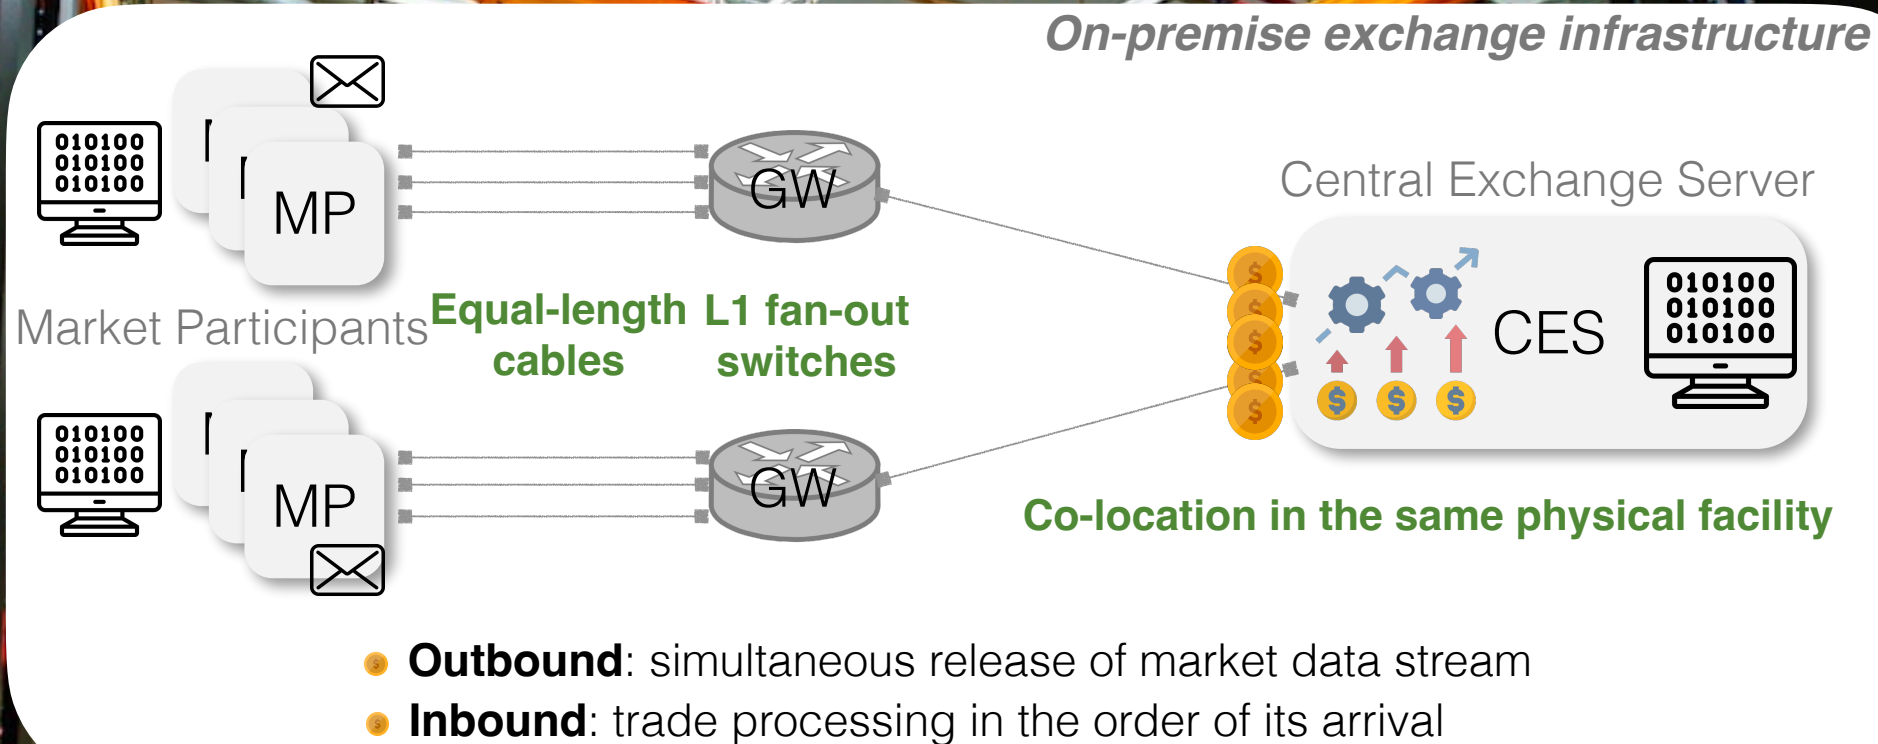 On-premise exchange infrastructure
010100
010100
010100
MP
GW
Central Exchange Server
010100
010100
010100
CES
Equal-length cables
L1 fan-out switches
Market Participants
010100
010100
010100
MP
GW
Co-location in the same physical facility
Outbound: simultaneous release of market data stream
Inbound: trade processing in the order of its arrival